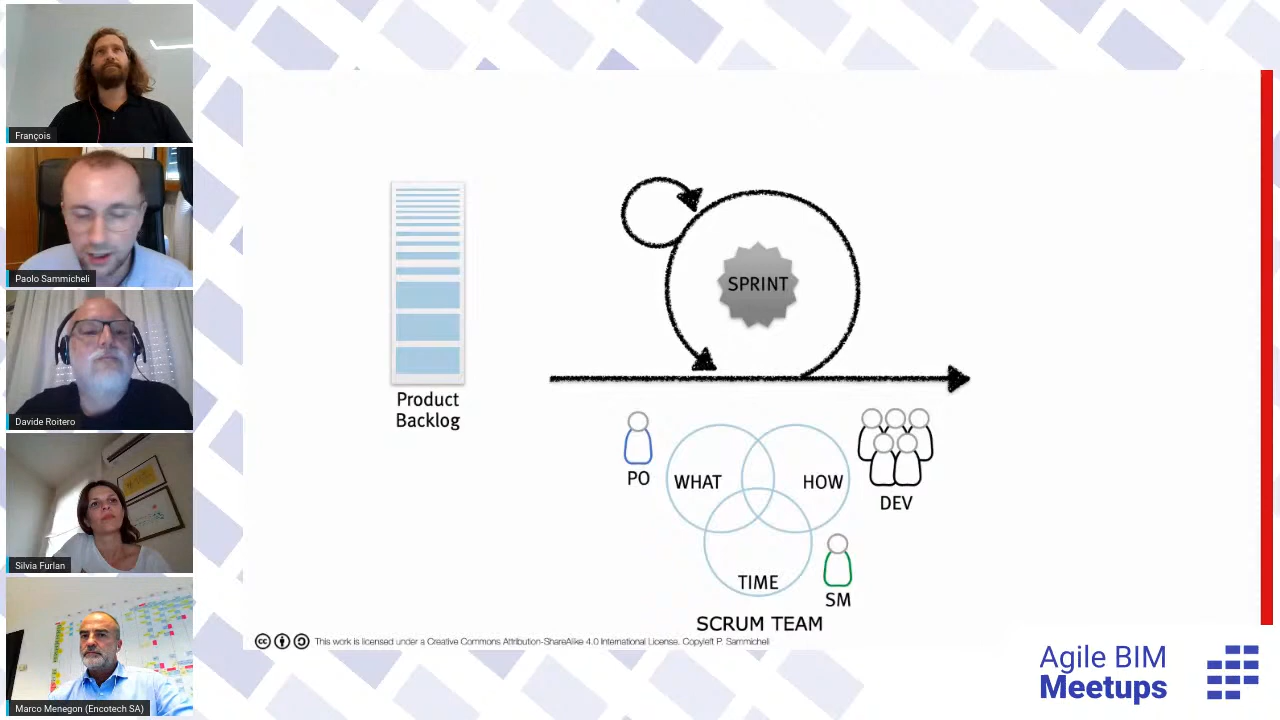 François
Paolo Sammicheli
Davide Roitero
Silvia Furlan
Marco Menegon (Encotech SA)
Product
Backlog
SPRINT
PO
WHAT
HOW
DEV
TIME
SM
SCRUM TEAM
This work is licensed under a Creative Commons Attribution-ShareAlike 4.0 International License. Copyleft P. Sammicheli
Agile BIM
Meetups